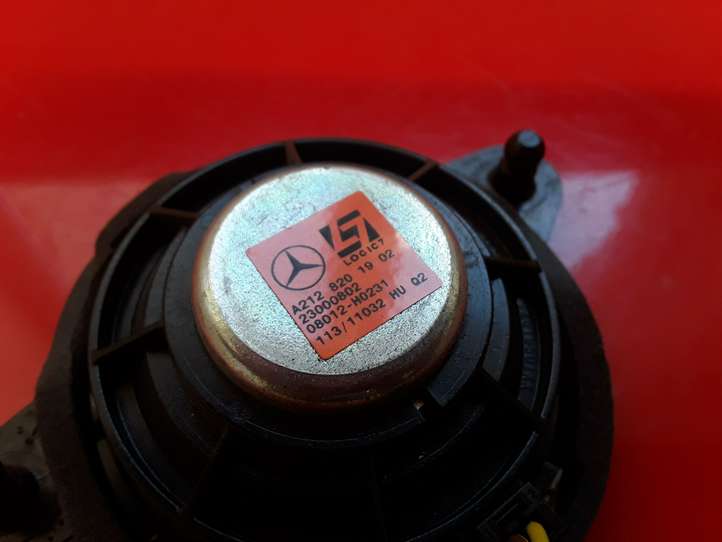 LOGIC7
A212 820 19 02
23000802
08012-H0231
113/11032 HU Q2